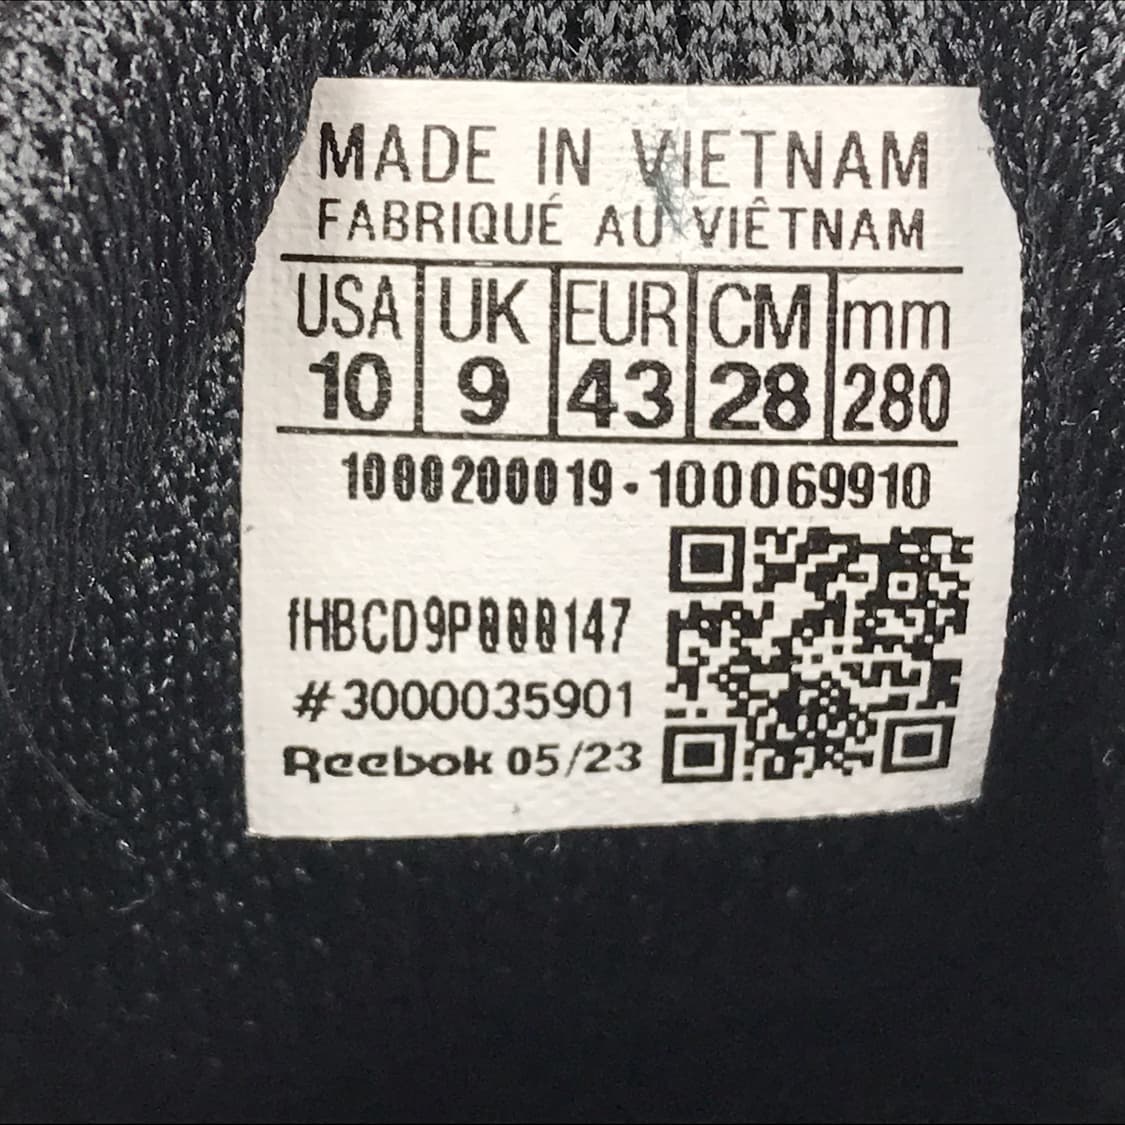 MADE IN VIETNAM
FABRIQUÉ AU VIÊTNAM
USA UK EUR CM mm
10 9 43 28 280
1000200019 · 100069910
fHBCD9P000147
#3000035901
Reebok 05/23